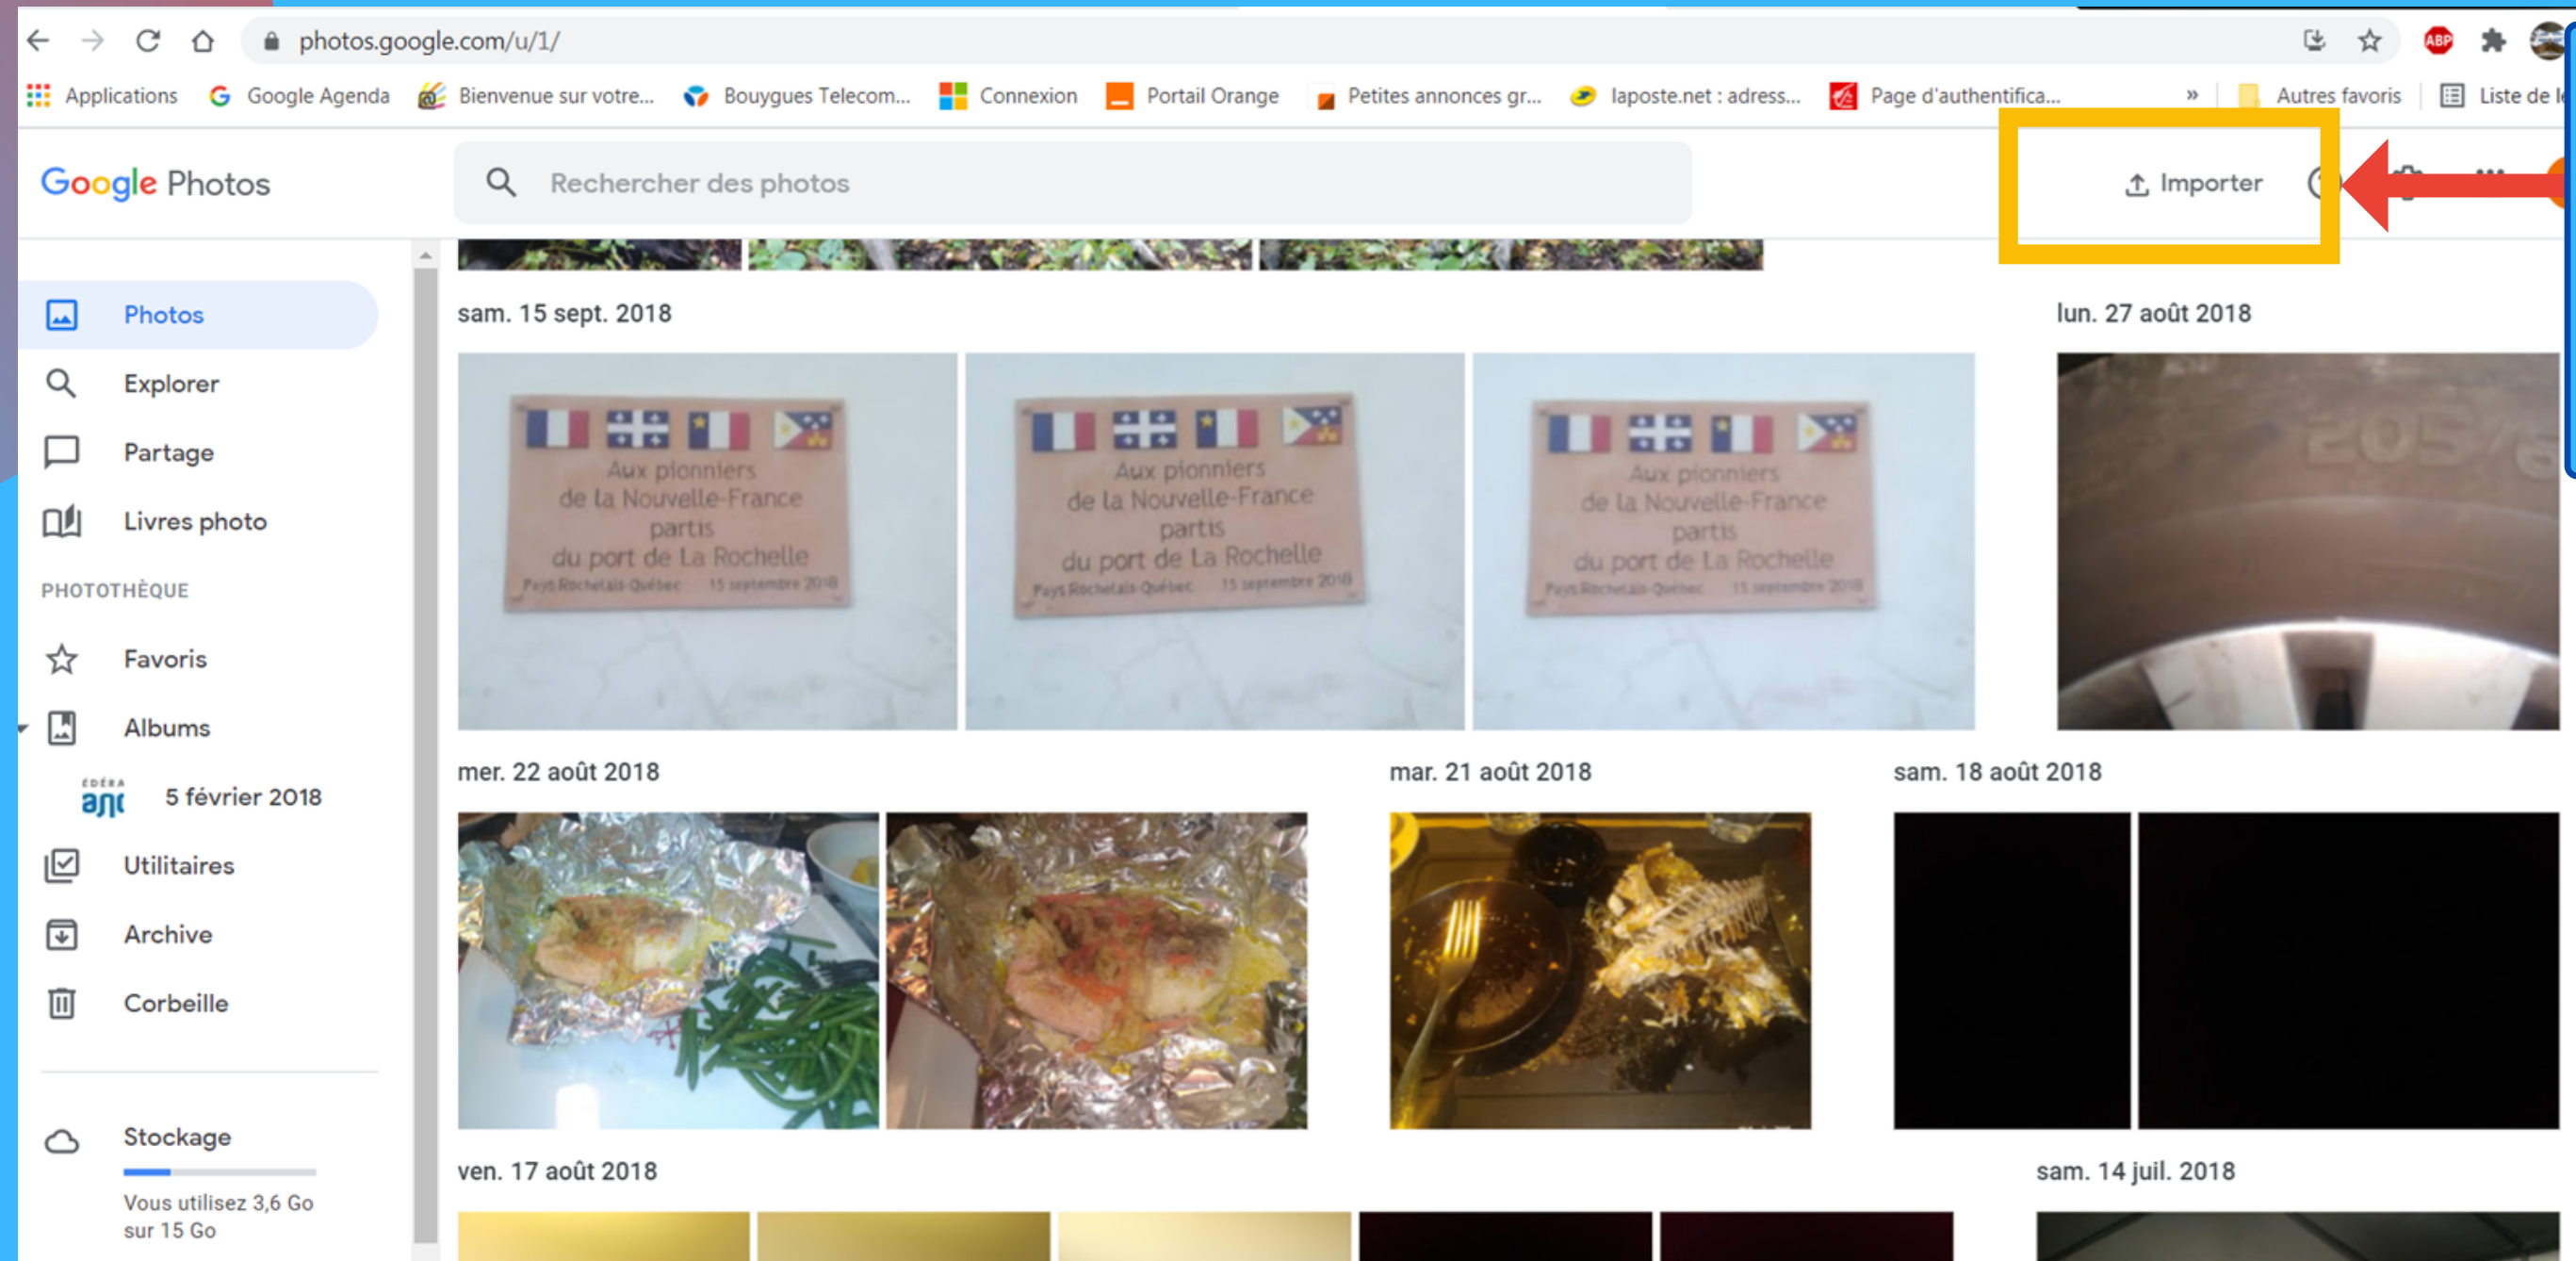 photos.google.com/u/1/
Applications
Google Agenda
Bienvenue sur votre...
Bouygues Telecom...
Connexion
Portail Orange
Petites annonces gr...
laposte.net : adress...
Page d'authentifica...
»
Autres favoris
Liste de
ABP
Google Photos
Rechercher des photos
Importer
Photos
Explorer
Partage
Livres photo
PHOTOTHÈQUE
Favoris
Albums
5 février 2018
Utilitaires
Archive
Corbeille
Stockage
Vous utilisez 3,6 Go
sur 15 Go
sam. 15 sept. 2018
lun. 27 août 2018
Aux pionniers
de la Nouvelle-France
partis
du port de La Rochelle
Pays Rochelais-Québec 15 septembre 2018
Aux pionniers
de la Nouvelle-France
partis
du port de La Rochelle
Pays Rochelais-Québec 15 septembre 2018
Aux pionniers
de la Nouvelle-France
partis
du port de La Rochelle
Pays Rochelais-Québec 15 septembre 2018
mer. 22 août 2018
mar. 21 août 2018
sam. 18 août 2018
ven. 17 août 2018
sam. 14 juil. 2018